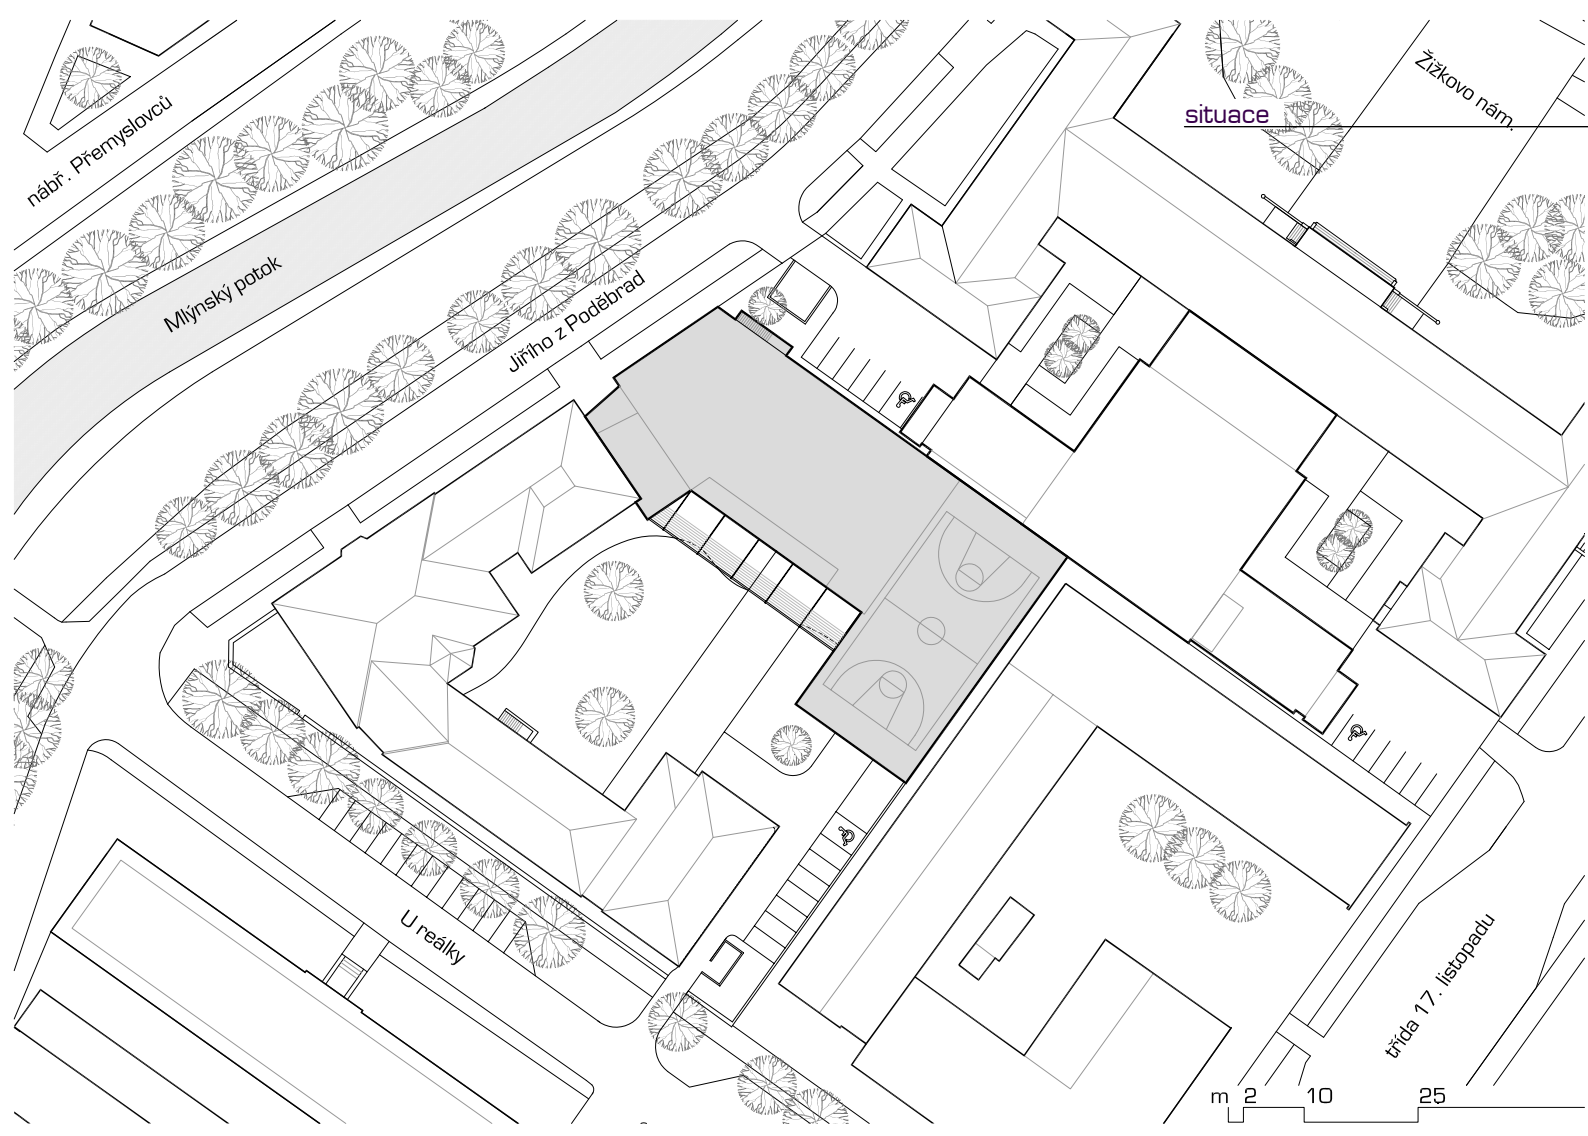 situace
Žižkovo nám.
nábř. Přemyslovců
Mlýnský potok
Jiřího z Poděbrad
U reálky
třída 17. listopadu
m 2 10 25